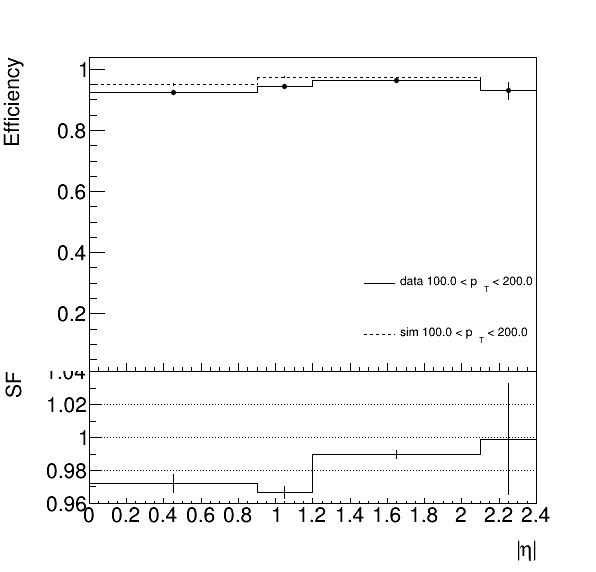 Efficiency
1
0.8
0.6
0.4
0.2
data 100.0 < p T < 200.0
sim 100.0 < p T < 200.0
SF
1.04
1.02
1
0.98
0.96
0 0.2 0.4 0.6 0.8 1 1.2 1.4 1.6 1.8 2 2.2 2.4
|η|